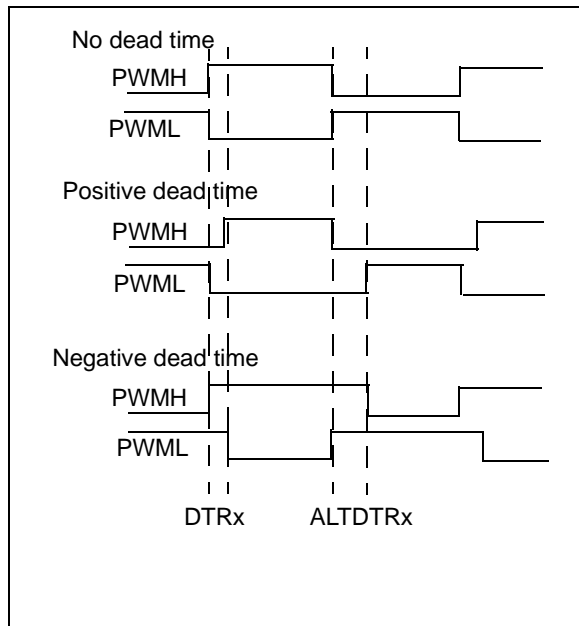 No dead time
PWMH
PWML
Positive dead time
PWMH
PWML
Negative dead time
PWMH
PWML
DTRx ALTDTRx